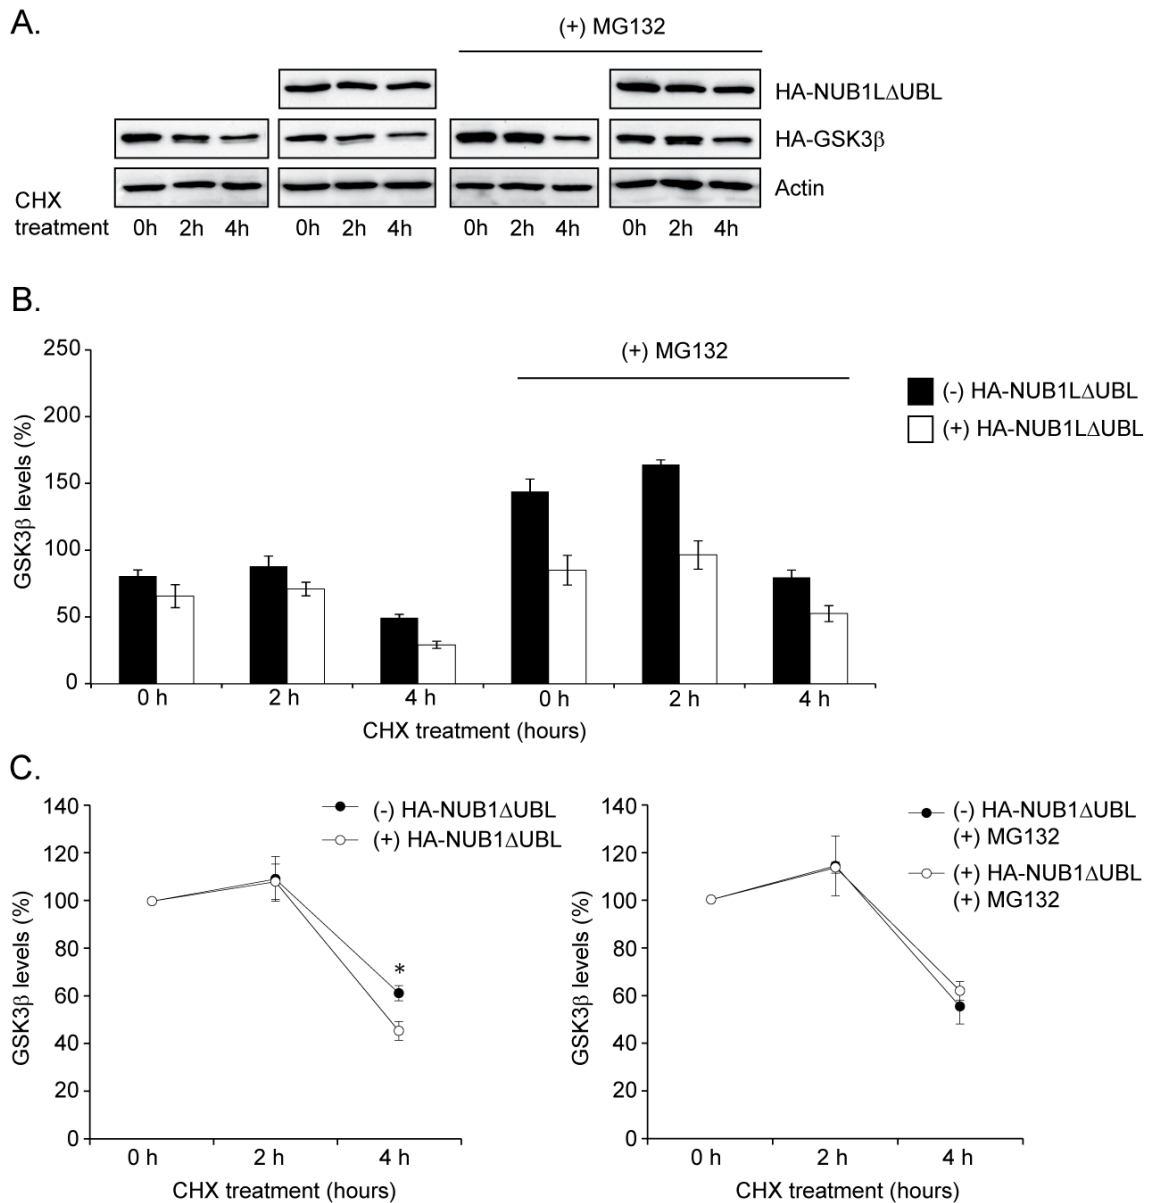 A.
(+) MG132
HA-NUB1LΔUBL
HA-GSK3β
Actin
CHX
treatment 0h 2h 4h 0h 2h 4h 0h 2h 4h 0h 2h 4h
B.
(+) MG132
(-) HA-NUB1LΔUBL
(+) HA-NUB1LΔUBL
GSK3β levels (%)
250
200
150
100
50
0
0 h 2 h 4 h 0 h 2 h 4 h
CHX treatment (hours)
C.
(-) HA-NUB1ΔUBL
(+) HA-NUB1ΔUBL
GSK3β levels (%)
140
120
100
80
60
40
20
0
*
0 h 2 h 4 h
CHX treatment (hours)
(-) HA-NUB1ΔUBL
(+) MG132
(+) HA-NUB1ΔUBL
(+) MG132
GSK3β levels (%)
140
120
100
80
60
40
20
0
0 h 2 h 4 h
CHX treatment (hours)